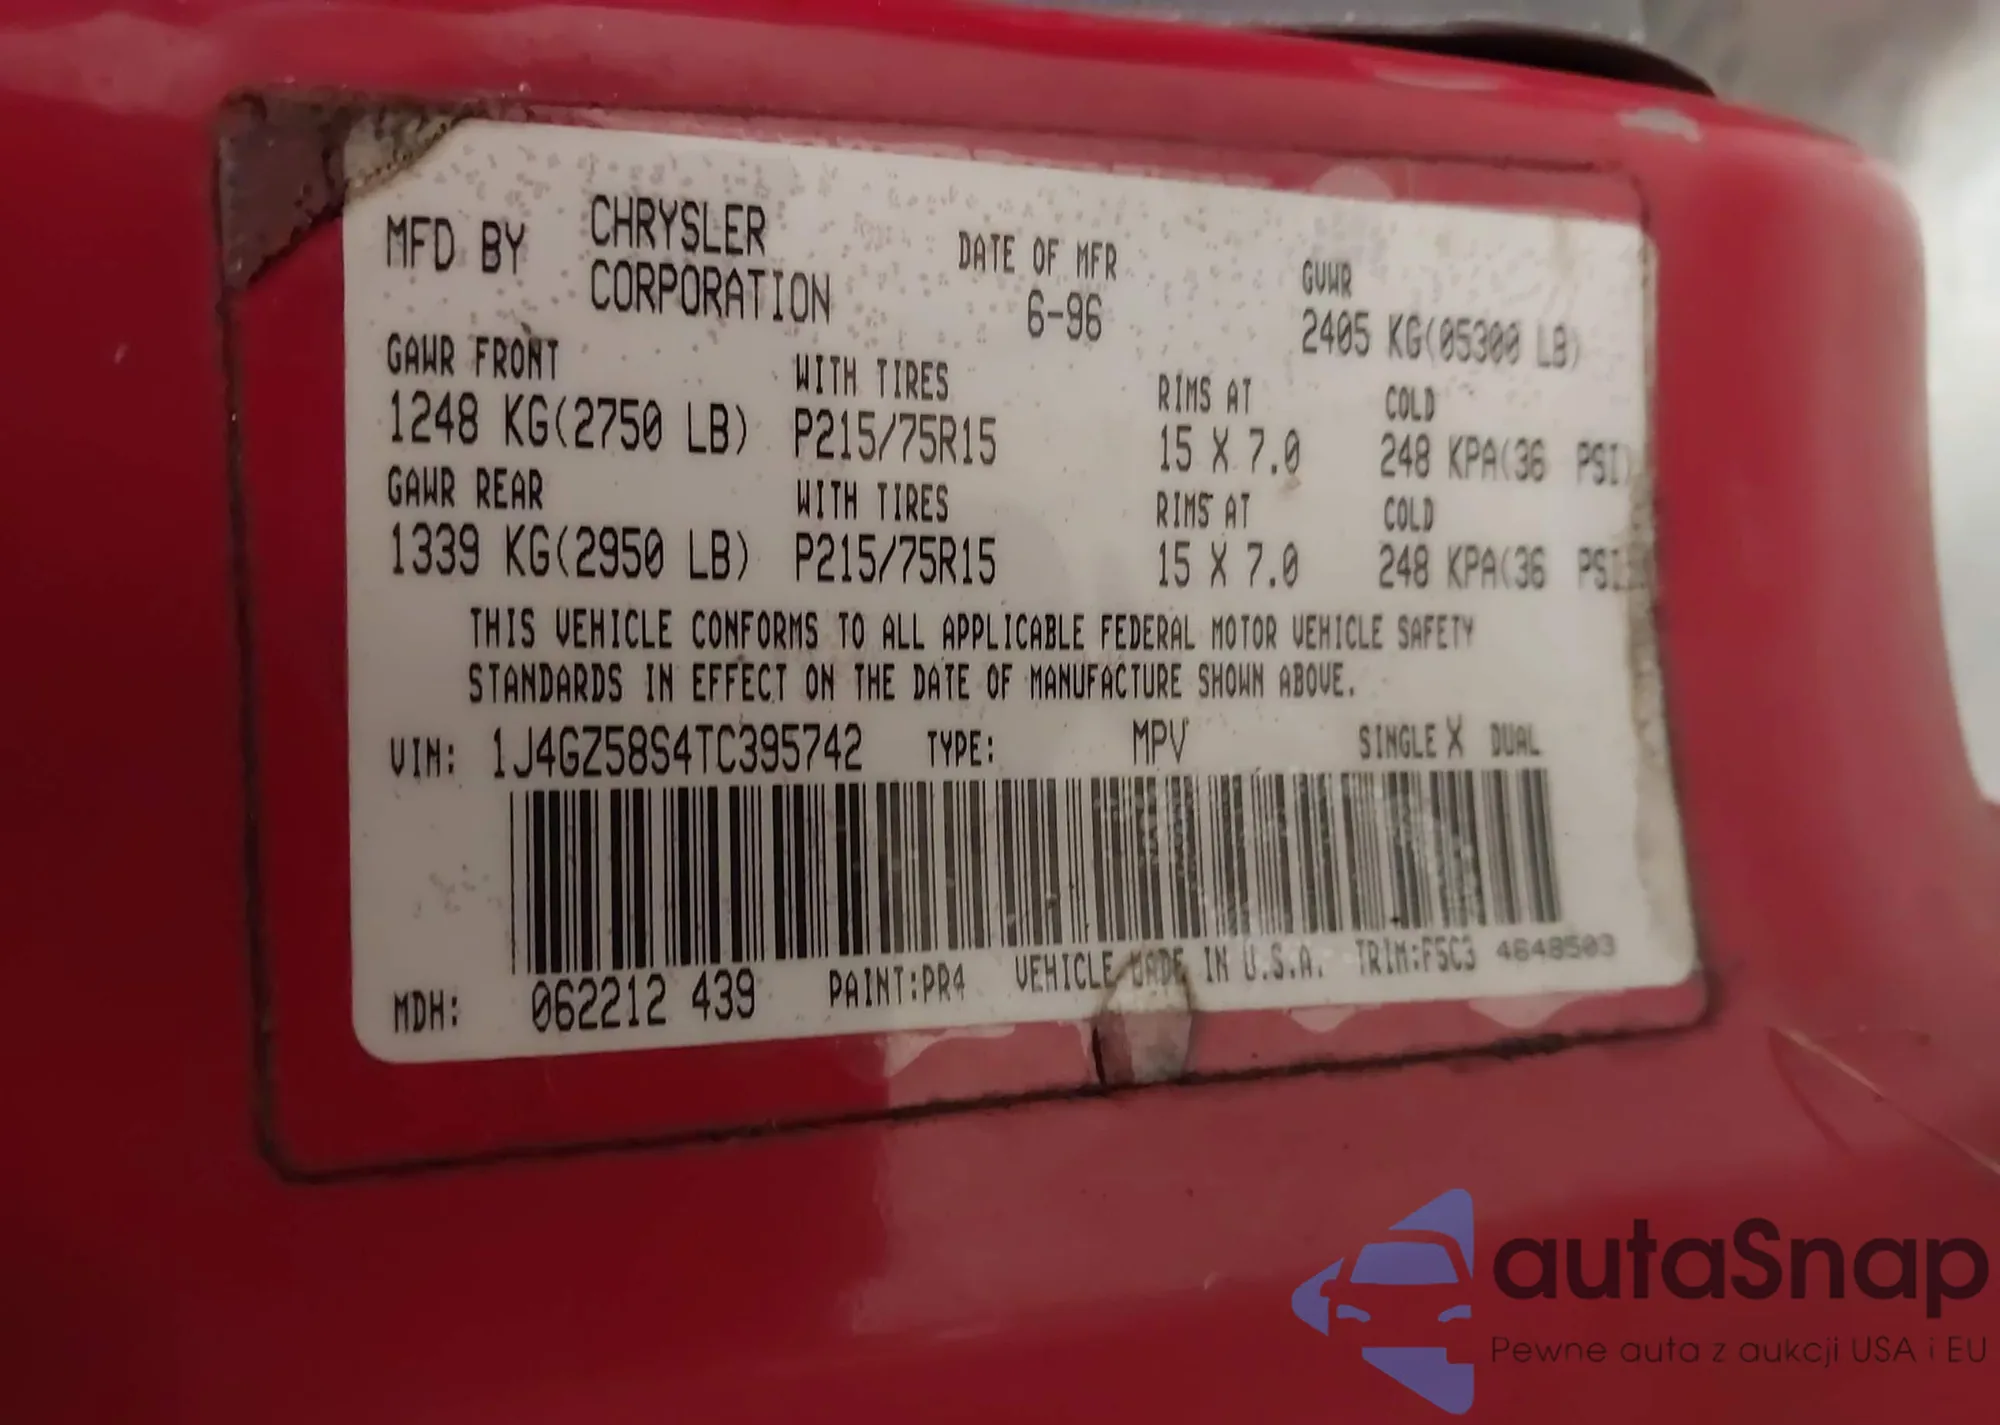 MFD BY CHRYSLER CORPORATION DATE OF MFR 6-96 GVWR 2405 KG(05300 LB)
GAWR FRONT WITH TIRES RIMS AT COLD
1248 KG(2750 LB) P215/75R15 15 X 7.0 248 KPA(36 PSI)
GAWR REAR WITH TIRES RIMS AT COLD
1339 KG(2950 LB) P215/75R15 15 X 7.0 248 KPA(36 PSI
THIS VEHICLE CONFORMS TO ALL APPLICABLE FEDERAL MOTOR VEHICLE SAFETY
STANDARDS IN EFFECT ON THE DATE OF MANUFACTURE SHOWN ABOVE.
VIN: 1J4GZ58S4TC395742 TYPE: MPV SINGLE X DUAL
MDH: 062212 439 PAINT:PR4 VEHICLE MADE IN U.S.A. TRIM:F5C3 4648503
autaSnap
Pewne auta z aukcji USA i EU